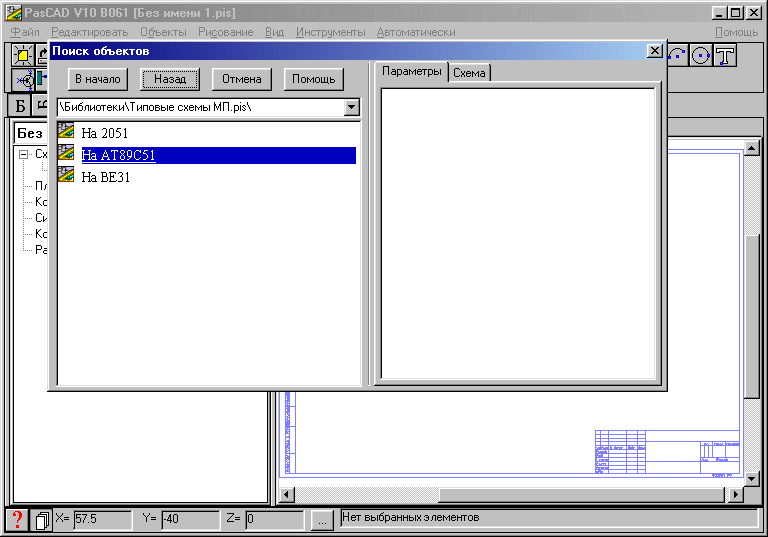 PasCAD V10 B061 [Без имени 1.pis]
Файл Редактировать Объекты Рисование Вид Инструменты Автоматически Помощь
Поиск объектов
В начало Назад Отмена Помощь
\Библиотеки\Типовые схемы МП.pis\
На 2051
На AT89C51
На BE31
Параметры Схема
Б
Без
Сх
Пл
Ко
Си
Ко
Ра
X= 57.5 Y= -40 Z= 0 ... Нет выбранных элементов